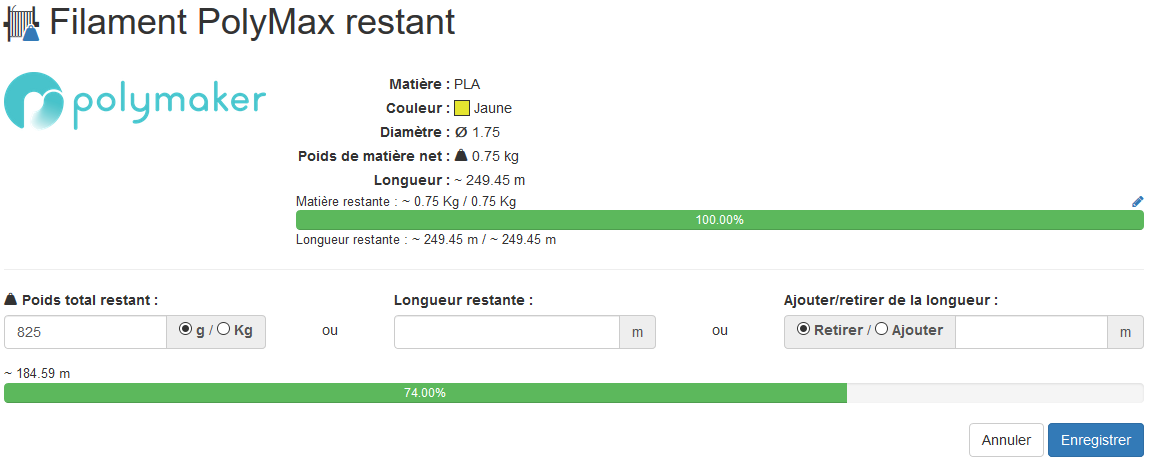 Filament PolyMax restant
polymaker
Matière : PLA
Couleur : Jaune
Diamètre : Ø 1.75
Poids de matière net : 0.75 kg
Longueur : ~ 249.45 m
Matière restante : ~ 0.75 Kg / 0.75 Kg
100.00%
Longueur restante : ~ 249.45 m / ~ 249.45 m
Poids total restant :
825 g / Kg
ou
Longueur restante :
m
ou
Ajouter/retirer de la longueur :
Retirer / Ajouter m
~ 184.59 m
74.00%
Annuler Enregistrer